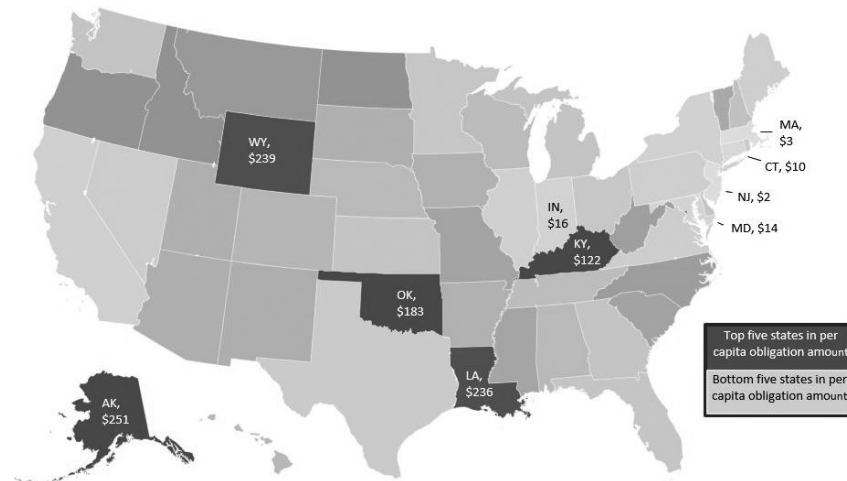 WY,
$239
MA,
$3
CT, $10
NJ, $2
MD, $14
IN,
$16
KY,
$122
OK,
$183
LA,
$236
AK,
$251
Top five states in per
capita obligation amount
Bottom five states in per
capita obligation amount